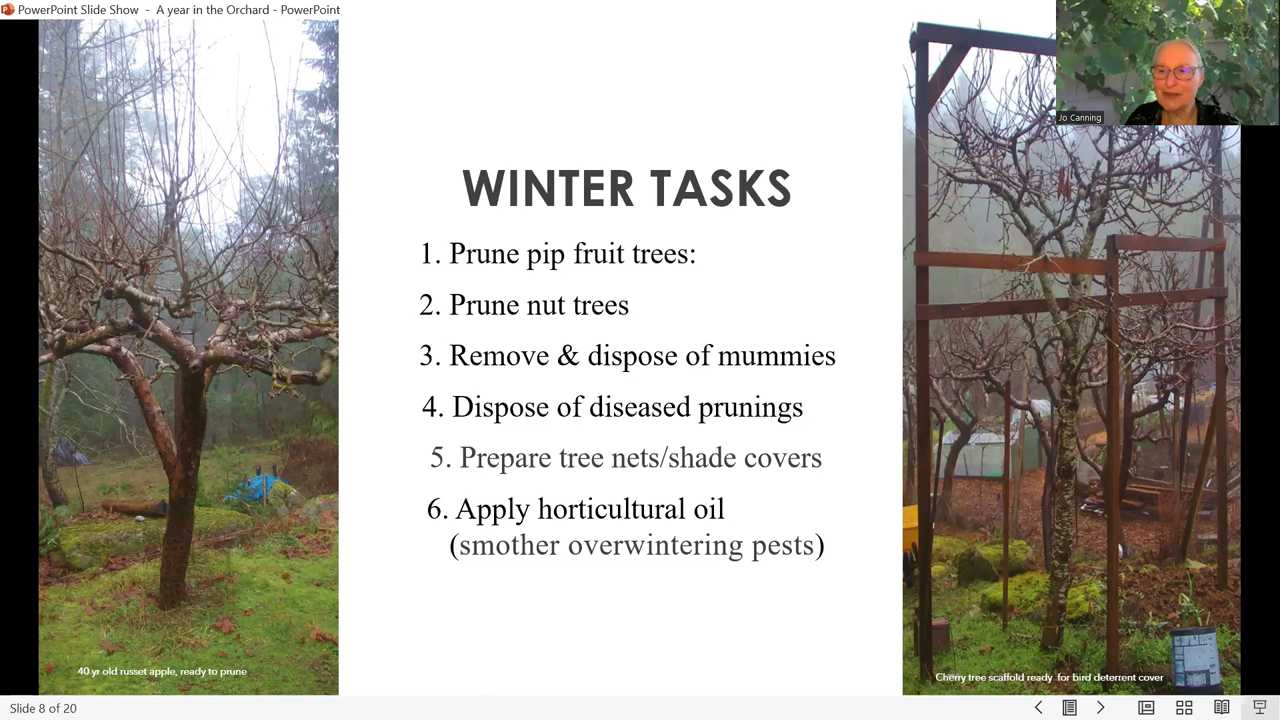 PowerPoint Slide Show - A year in the Orchard - PowerPoint
Jo Canning
WINTER TASKS
1. Prune pip fruit trees:
2. Prune nut trees
3. Remove & dispose of mummies
4. Dispose of diseased prunings
5. Prepare tree nets/shade covers
6. Apply horticultural oil
(smother overwintering pests)
40 yr old russet apple, ready to prune
Cherry tree scaffold ready for bird deterrent cover
Slide 8 of 20